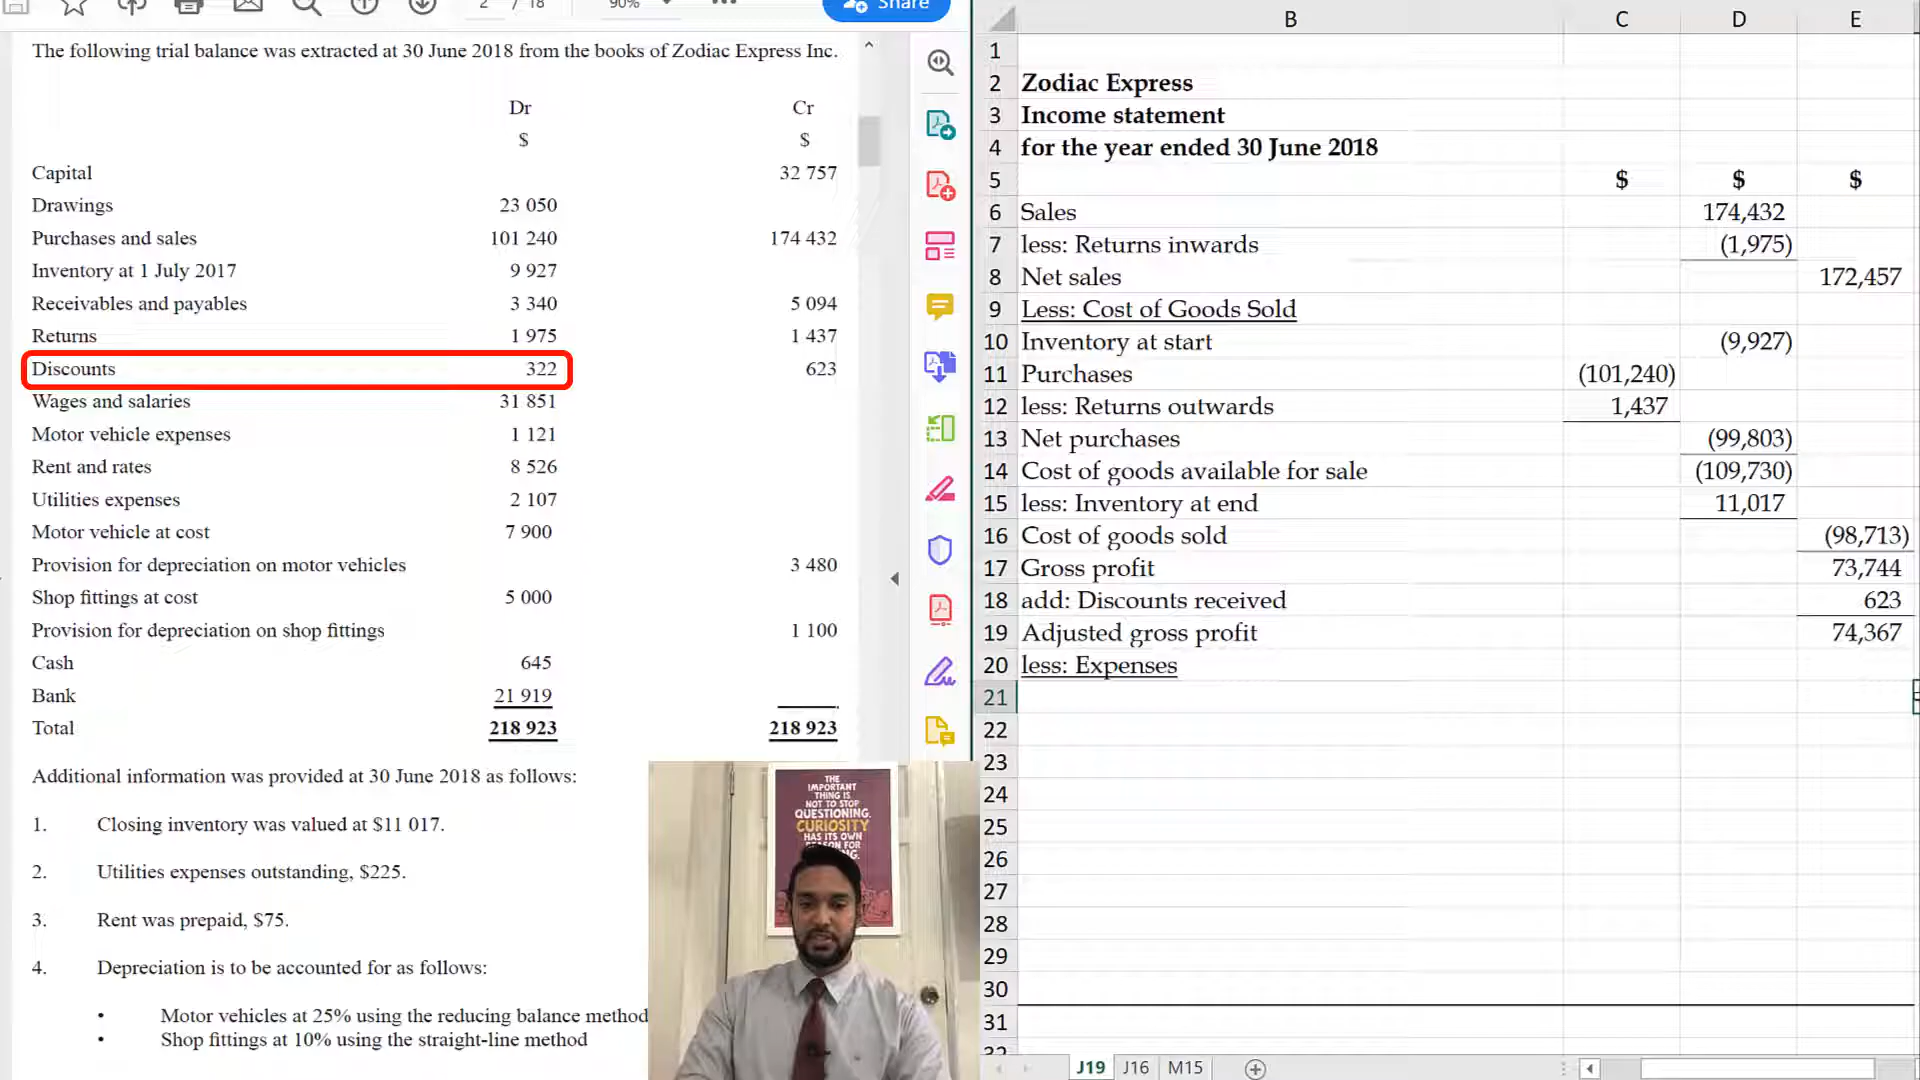 2 / 18
90%
Share
The following trial balance was extracted at 30 June 2018 from the books of Zodiac Express Inc.
Dr Cr
$ $
Capital 32 757
Drawings 23 050
Purchases and sales 101 240 174 432
Inventory at 1 July 2017 9 927
Receivables and payables 3 340 5 094
Returns 1 975 1 437
Discounts 322 623
Wages and salaries 31 851
Motor vehicle expenses 1 121
Rent and rates 8 526
Utilities expenses 2 107
Motor vehicle at cost 7 900
Provision for depreciation on motor vehicles 3 480
Shop fittings at cost 5 000
Provision for depreciation on shop fittings 1 100
Cash 645
Bank 21 919
Total 218 923 218 923
Additional information was provided at 30 June 2018 as follows:
1. Closing inventory was valued at $11 017.
2. Utilities expenses outstanding, $225.
3. Rent was prepaid, $75.
4. Depreciation is to be accounted for as follows:
• Motor vehicles at 25% using the reducing balance method
• Shop fittings at 10% using the straight-line method
THE
IMPORTANT
THING IS
NOT TO STOP
QUESTIONING.
CURIOSITY
HAS ITS OWN
B C D E
1
2 Zodiac Express
3 Income statement
4 for the year ended 30 June 2018
5 $ $ $
6 Sales 174,432
7 less: Returns inwards (1,975)
8 Net sales 172,457
9 Less: Cost of Goods Sold
10 Inventory at start (9,927)
11 Purchases (101,240)
12 less: Returns outwards 1,437
13 Net purchases (99,803)
14 Cost of goods available for sale (109,730)
15 less: Inventory at end 11,017
16 Cost of goods sold (98,713)
17 Gross profit 73,744
18 add: Discounts received 623
19 Adjusted gross profit 74,367
20 less: Expenses
21
22
23
24
25
26
27
28
29
30
31
32
J19 J16 M15